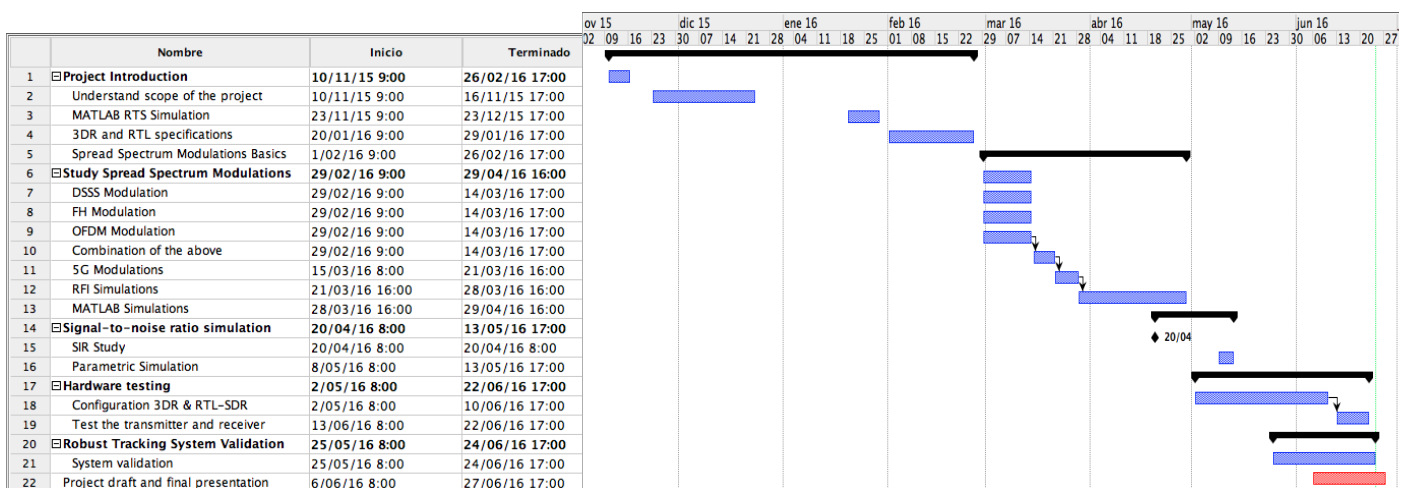 ov 15 dic 15 ene 16 feb 16 mar 16 abr 16 may 16 jun 16
02 09 16 23 30 07 14 21 28 04 11 18 25 01 08 15 22 29 07 14 21 28 04 11 18 25 02 09 16 23 30 06 13 20 27
Nombre Inicio Terminado
1 Project Introduction 10/11/15 9:00 26/02/16 17:00
2 Understand scope of the project 10/11/15 9:00 16/11/15 17:00
3 MATLAB RTS Simulation 23/11/15 9:00 23/12/15 17:00
4 3DR and RTL specifications 20/01/16 9:00 29/01/16 17:00
5 Spread Spectrum Modulations Basics 1/02/16 9:00 26/02/16 17:00
6 Study Spread Spectrum Modulations 29/02/16 9:00 29/04/16 16:00
7 DSSS Modulation 29/02/16 9:00 14/03/16 17:00
8 FH Modulation 29/02/16 9:00 14/03/16 17:00
9 OFDM Modulation 29/02/16 9:00 14/03/16 17:00
10 Combination of the above 29/02/16 9:00 14/03/16 17:00
11 5G Modulations 15/03/16 8:00 21/03/16 16:00
12 RFI Simulations 21/03/16 16:00 28/03/16 16:00
13 MATLAB Simulations 28/03/16 16:00 29/04/16 16:00
14 Signal-to-noise ratio simulation 20/04/16 8:00 13/05/16 17:00
15 SIR Study 20/04/16 8:00 20/04/16 8:00 20/04
16 Parametric Simulation 8/05/16 8:00 13/05/16 17:00
17 Hardware testing 2/05/16 8:00 22/06/16 17:00
18 Configuration 3DR & RTL-SDR 2/05/16 8:00 10/06/16 17:00
19 Test the transmitter and receiver 13/06/16 8:00 22/06/16 17:00
20 Robust Tracking System Validation 25/05/16 8:00 24/06/16 17:00
21 System validation 25/05/16 8:00 24/06/16 17:00
22 Project draft and final presentation 6/06/16 8:00 27/06/16 17:00